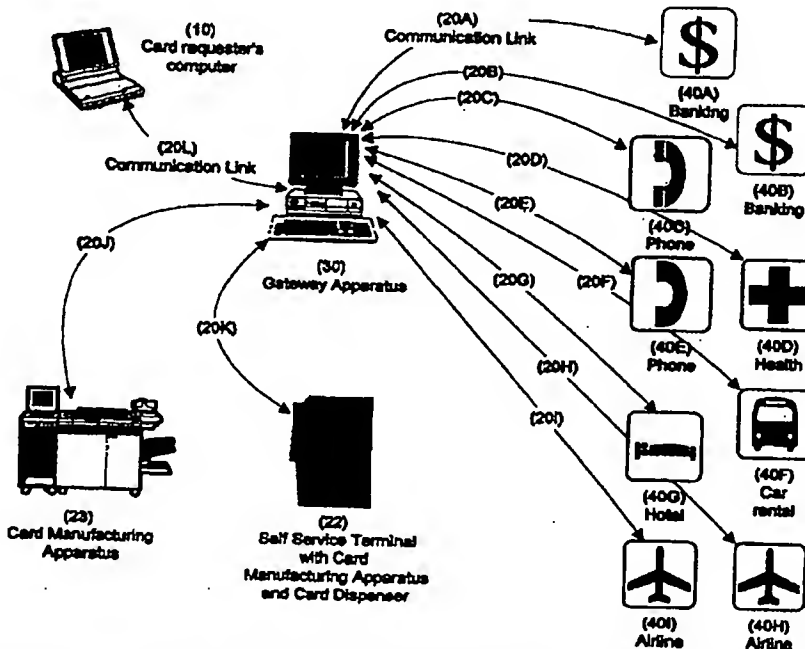 (10)
Card requester's
computer
(20A)
Communication Link
$
(40A)
Banking
(20B)
(20C)
$
(40B)
Banking
(20L)
Communication Link
(20D)
(40C)
Phone
(20E)
(20J)
(30)
Gateway Apparatus
(20G)
(20F)
(40E)
Phone
(40D)
Health
(20K)
(20H)
(20I)
(40G)
Hotel
(40F)
Car
rental
(23)
Card Manufacturing
Apparatus
(22)
Self Service Terminal
with Card
Manufacturing Apparatus
and Card Dispenser
(40I)
Airline
(40H)
Airline